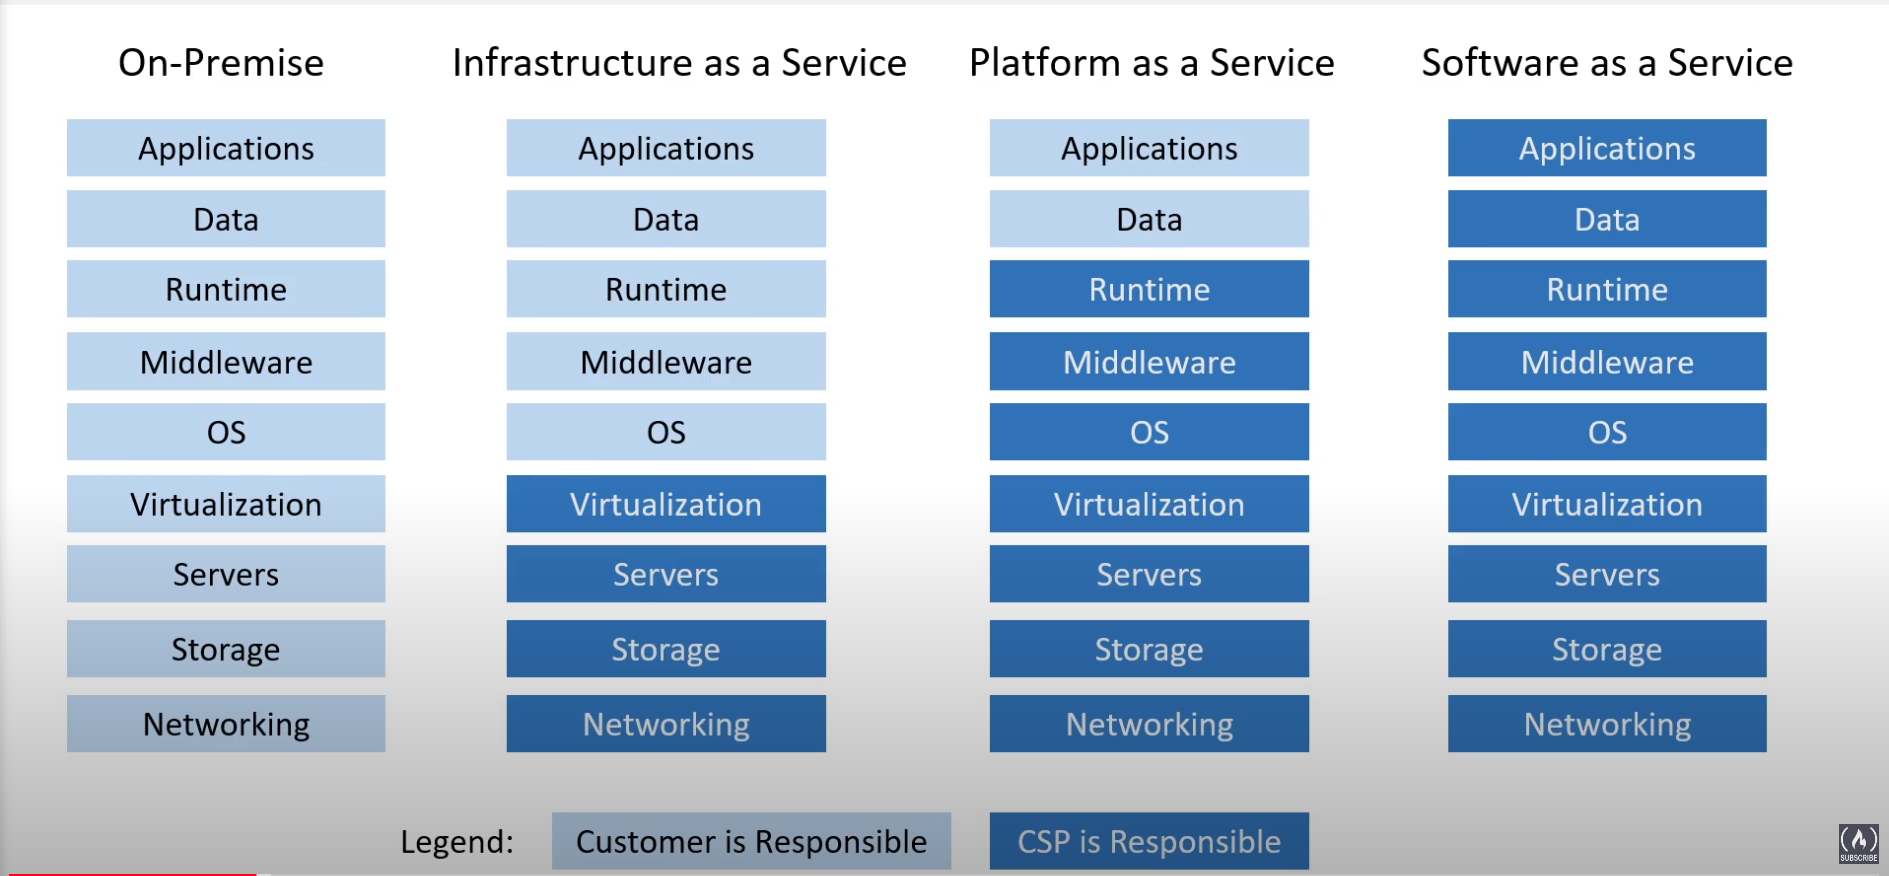 On-Premise Infrastructure as a Service Platform as a Service Software as a Service
Applications Applications Applications Applications
Data Data Data Data
Runtime Runtime Runtime Runtime
Middleware Middleware Middleware Middleware
OS OS OS OS
Virtualization Virtualization Virtualization Virtualization
Servers Servers Servers Servers
Storage Storage Storage Storage
Networking Networking Networking Networking
Legend: Customer is Responsible CSP is Responsible
SUBSCRIBE